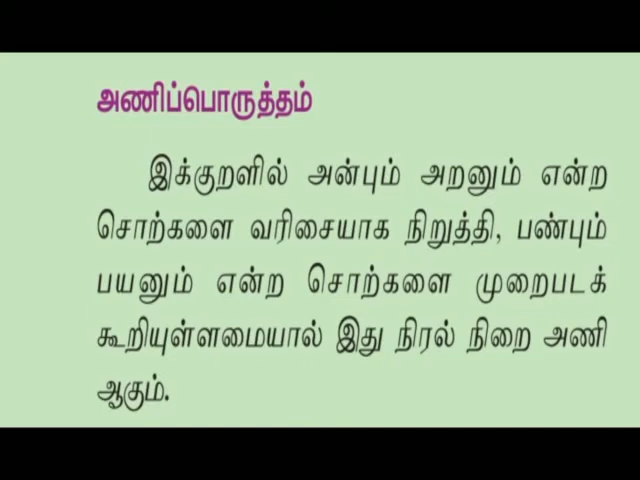 அணிப்பொருத்தம்
இக்குறளில் அன்பும் அறனும் என்ற
சொற்களை வரிசையாக நிறுத்தி, பண்பும்
பயனும் என்ற சொற்களை முறைபடக்
கூறியுள்ளமையால் இது நிரல் நிறை அணி
ஆகும்.